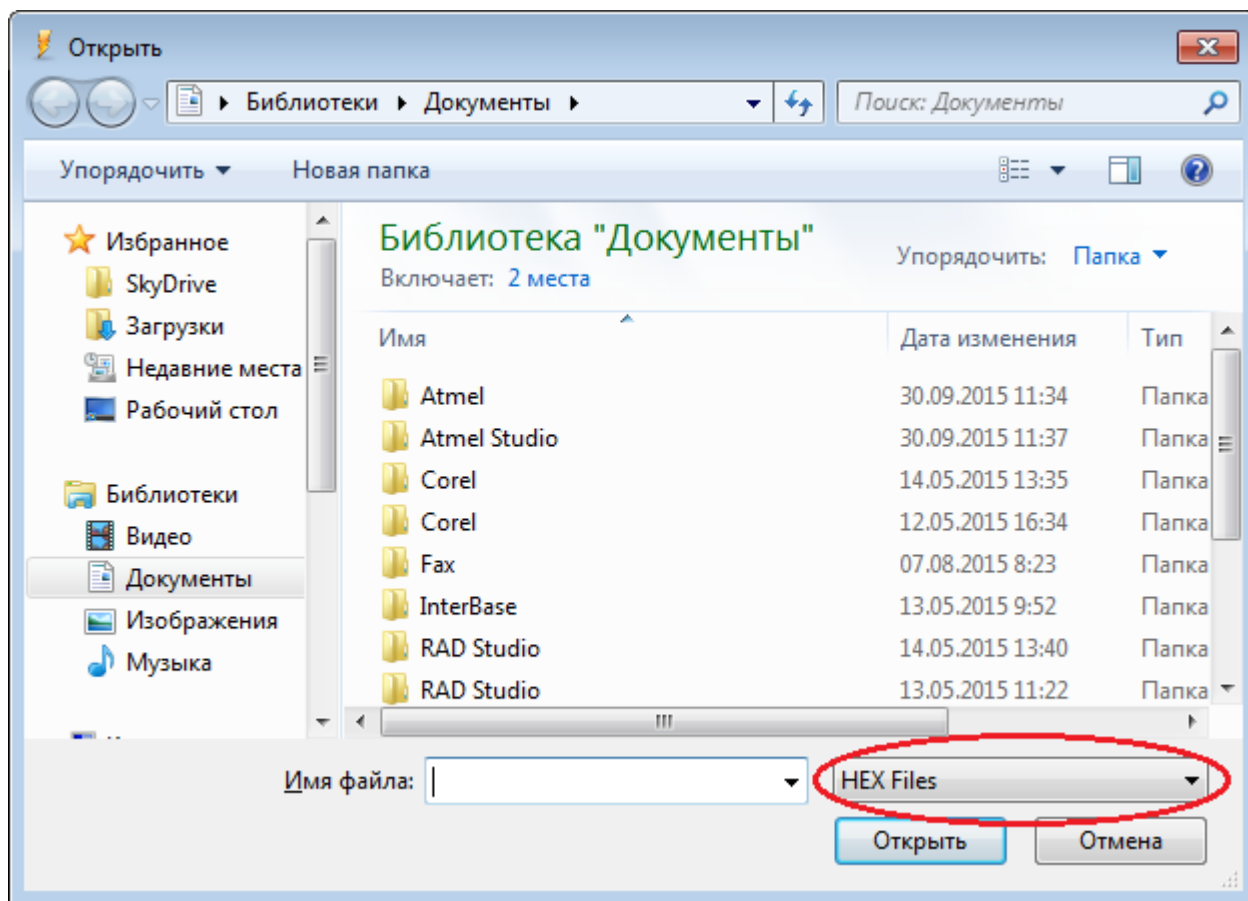 Открыть
Библиотеки Документы
Поиск: Документы
Упорядочить Новая папка
Избранное
SkyDrive
Загрузки
Недавние места
Рабочий стол
Библиотеки
Видео
Документы
Изображения
Музыка
Библиотека "Документы"
Включает: 2 места
Упорядочить: Папка
Имя Дата изменения Тип
Atmel 30.09.2015 11:34 Папка
Atmel Studio 30.09.2015 11:37 Папка
Corel 14.05.2015 13:35 Папка
Corel 12.05.2015 16:34 Папка
Fax 07.08.2015 8:23 Папка
InterBase 13.05.2015 9:52 Папка
RAD Studio 14.05.2015 13:40 Папка
RAD Studio 13.05.2015 11:22 Папка
Имя файла:
HEX Files
Открыть Отмена